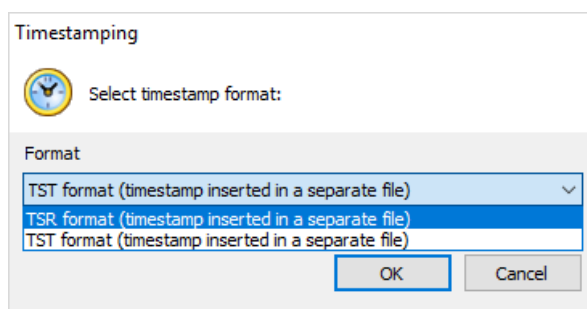 Timestamping
Select timestamp format:
Format
TST format (timestamp inserted in a separate file)
TSR format (timestamp inserted in a separate file)
TST format (timestamp inserted in a separate file)
OK Cancel